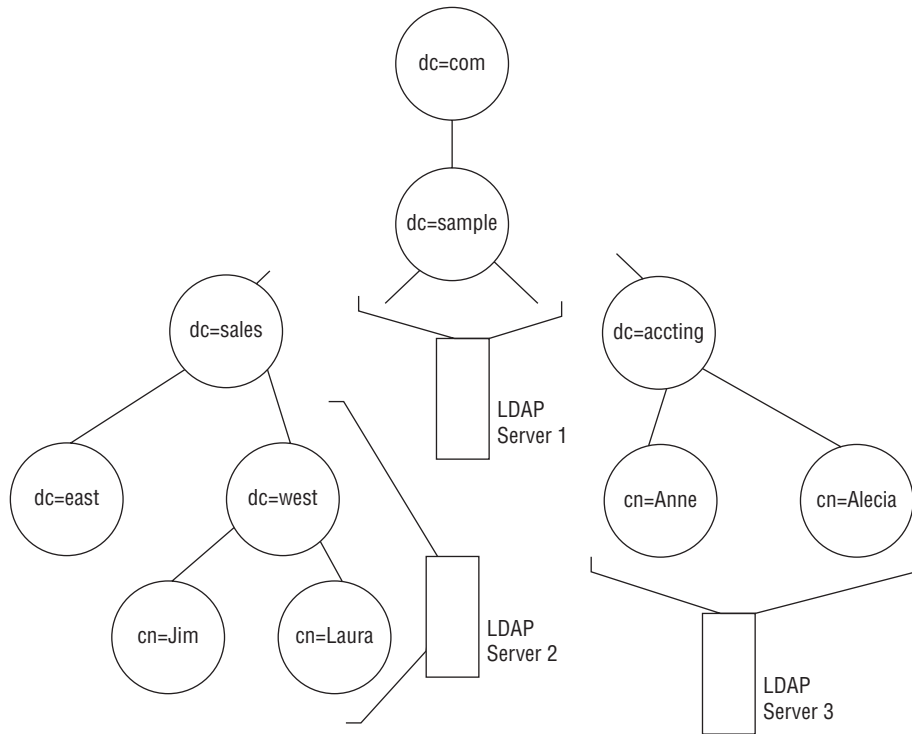 dc=com
dc=sample
dc=sales
dc=accting
LDAP
Server 1
dc=east
dc=west
cn=Anne
cn=Alecia
cn=Jim
cn=Laura
LDAP
Server 2
LDAP
Server 3